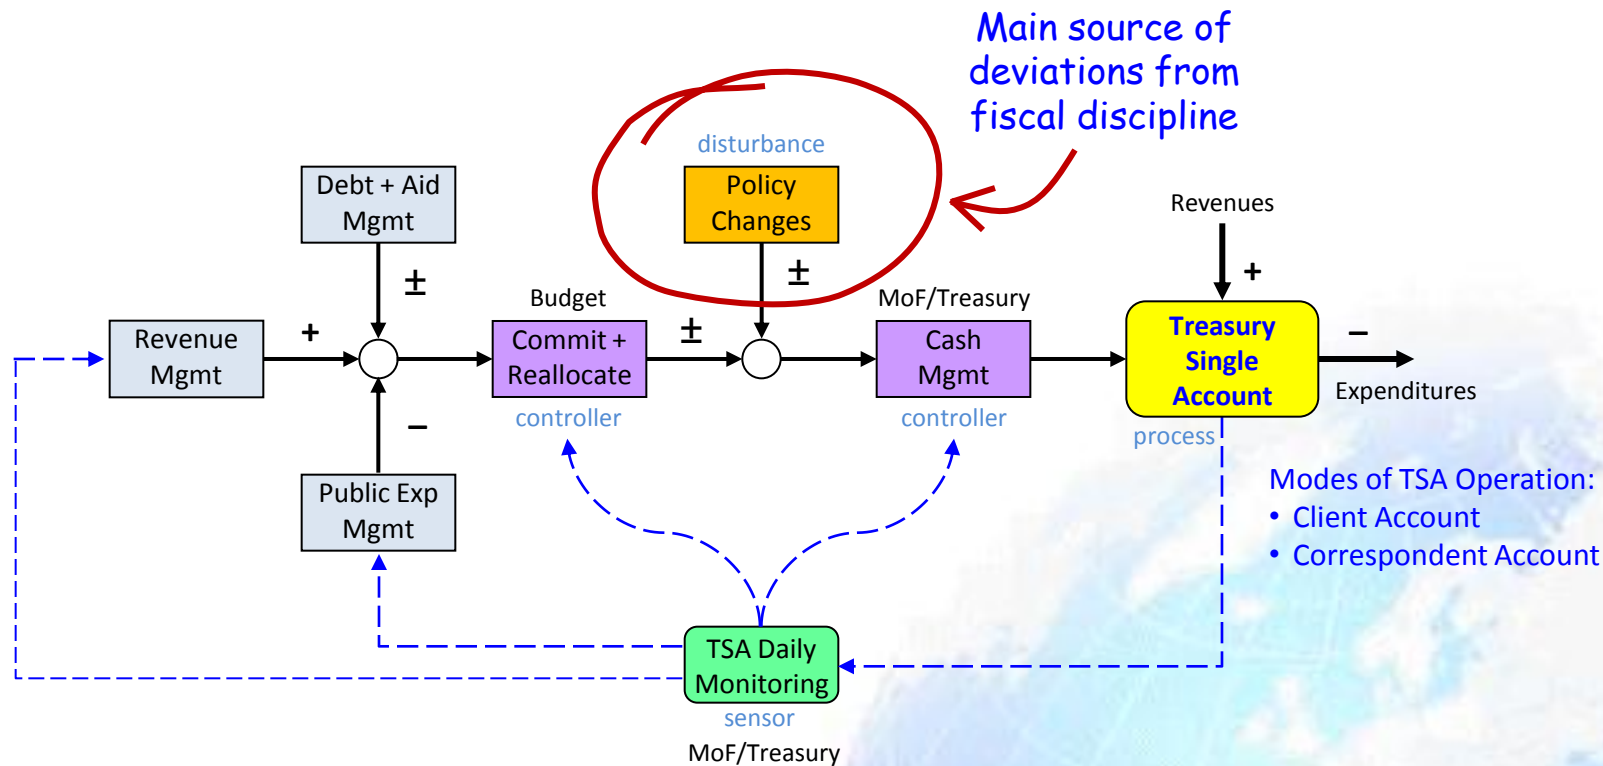 Main source of
deviations from
fiscal discipline
disturbance
Policy
Changes
±
Debt + Aid
Mgmt
±
Revenues
+
Budget
Commit +
Reallocate
controller
±
MoF/Treasury
Cash
Mgmt
controller
Treasury
Single
Account
process
–
Expenditures
Revenue
Mgmt
+
–
Public Exp
Mgmt
Modes of TSA Operation:
• Client Account
• Correspondent Account
TSA Daily
Monitoring
sensor
MoF/Treasury